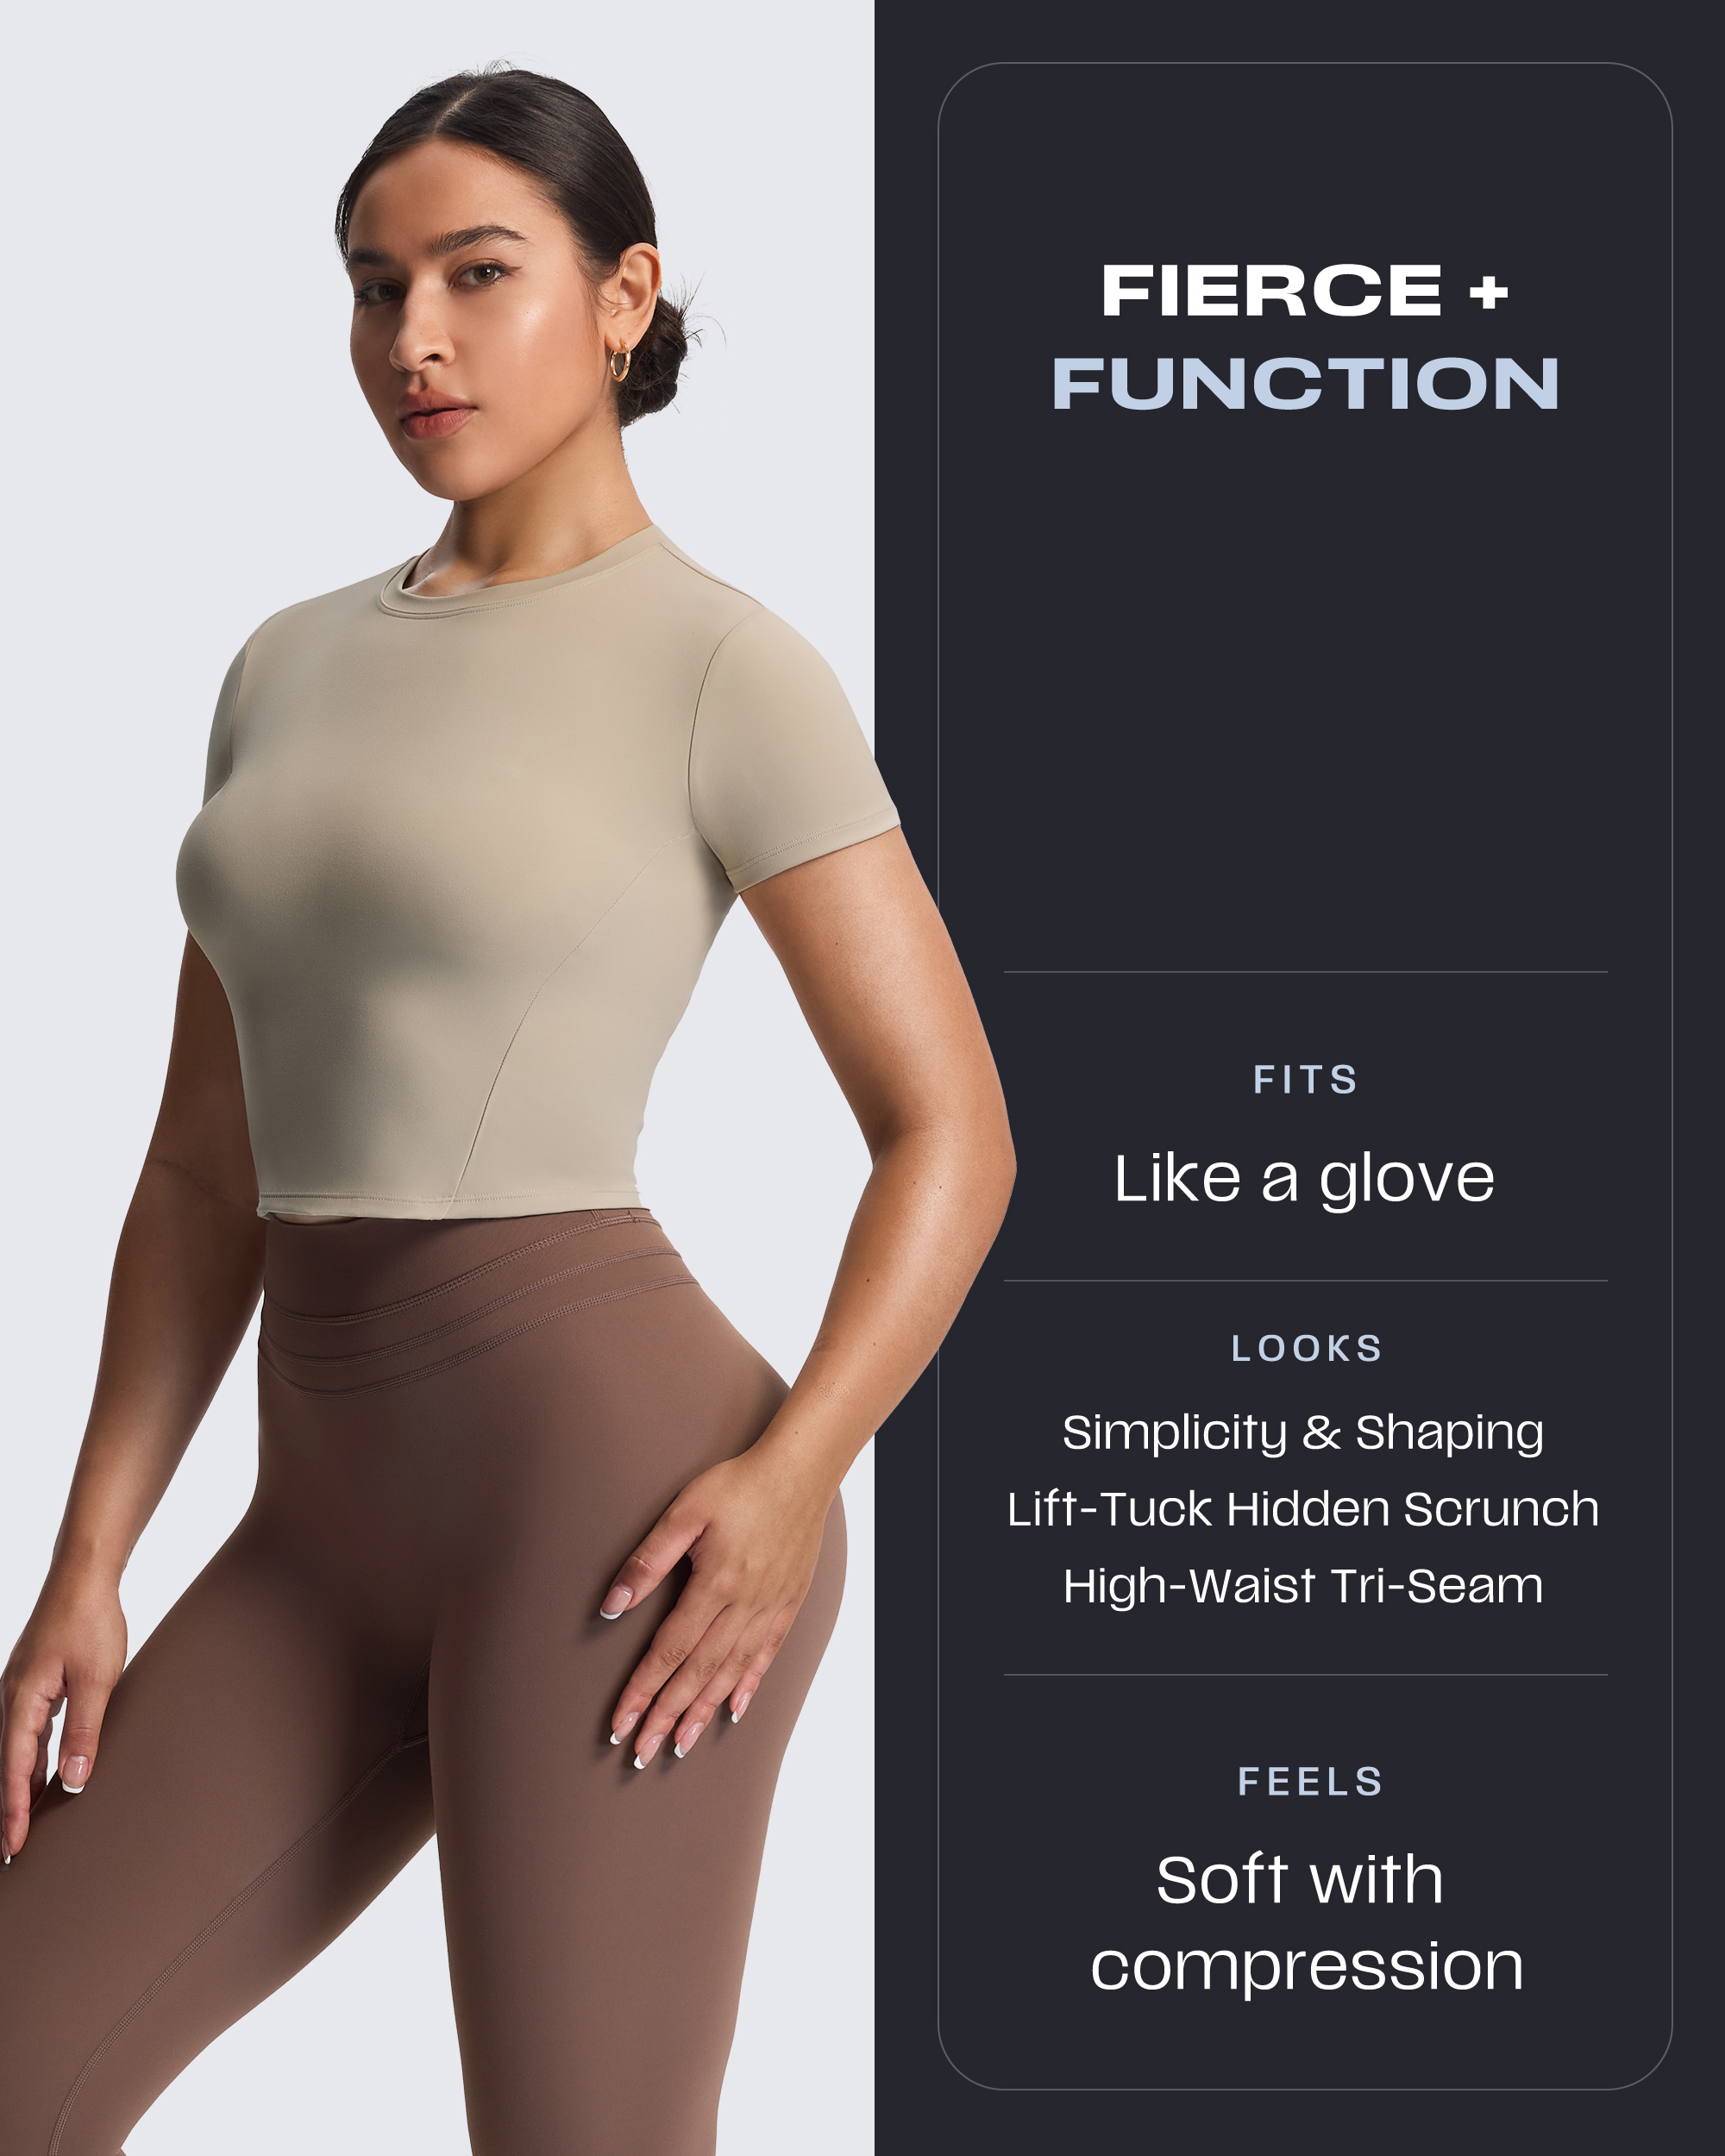 FIERCE +
FUNCTION
FITS
Like a glove
LOOKS
Simplicity & Shaping
Lift-Tuck Hidden Scrunch
High-Waist Tri-Seam
FEELS
Soft with
compression